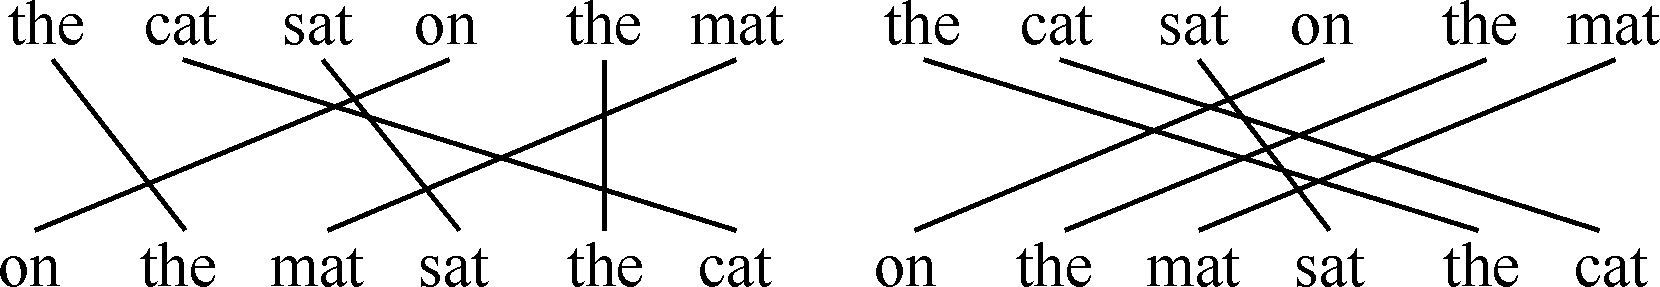 the cat sat on the mat the cat sat on the mat
on the mat sat the cat on the mat sat the cat